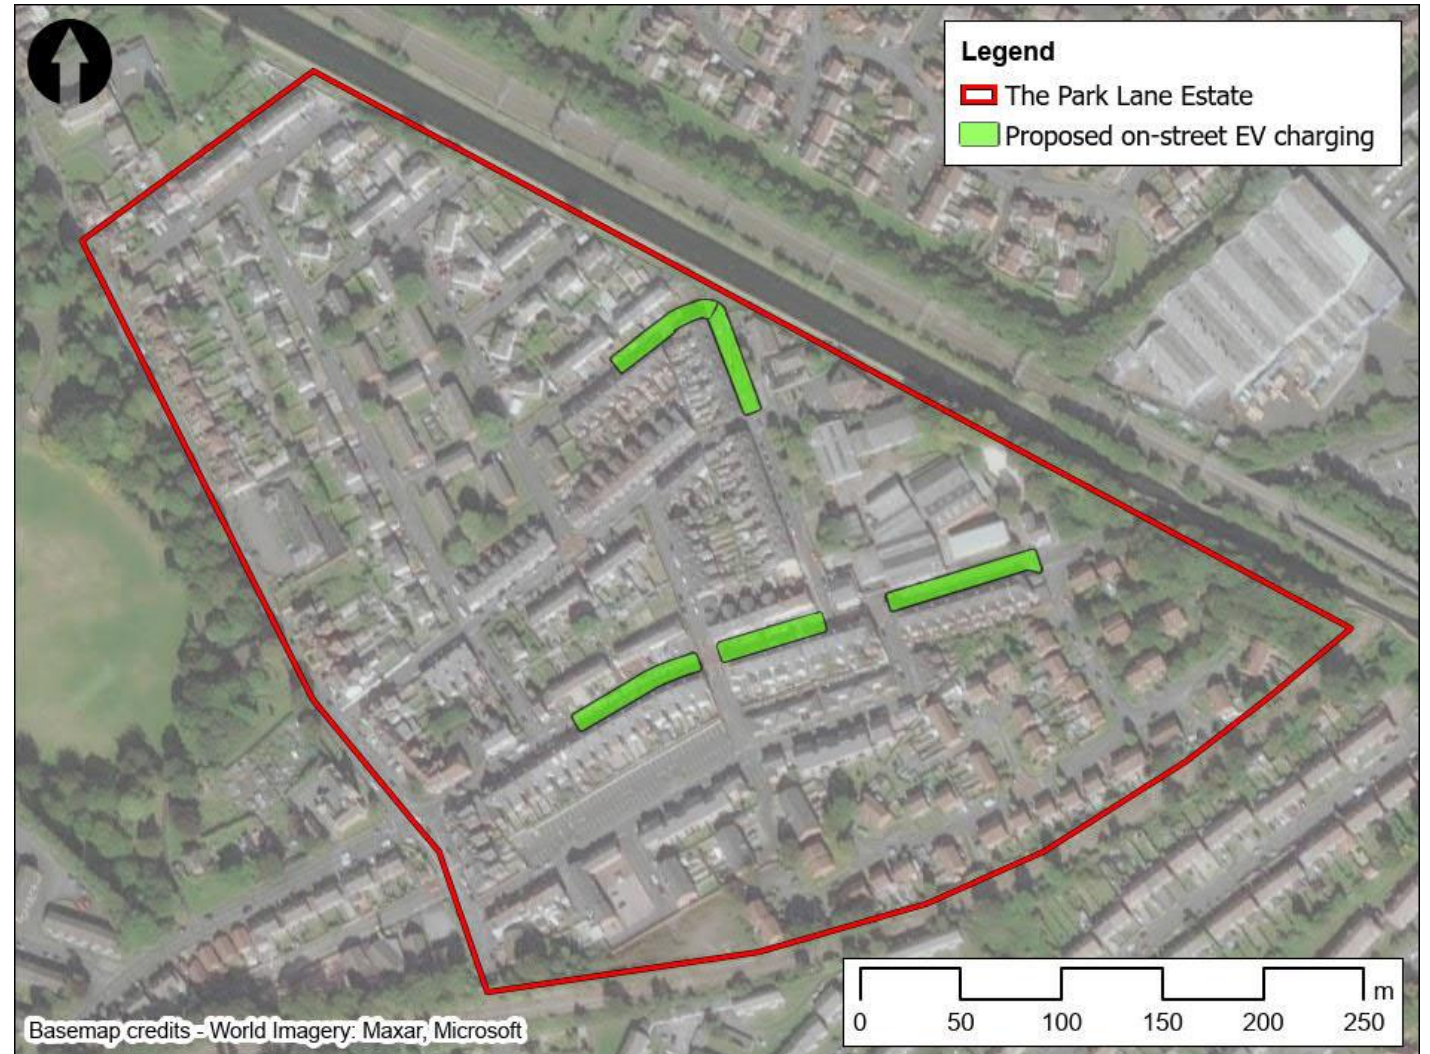 Legend
The Park Lane Estate
Proposed on-street EV charging
m
0 50 100 150 200 250
Basemap credits - World Imagery: Maxar, Microsoft